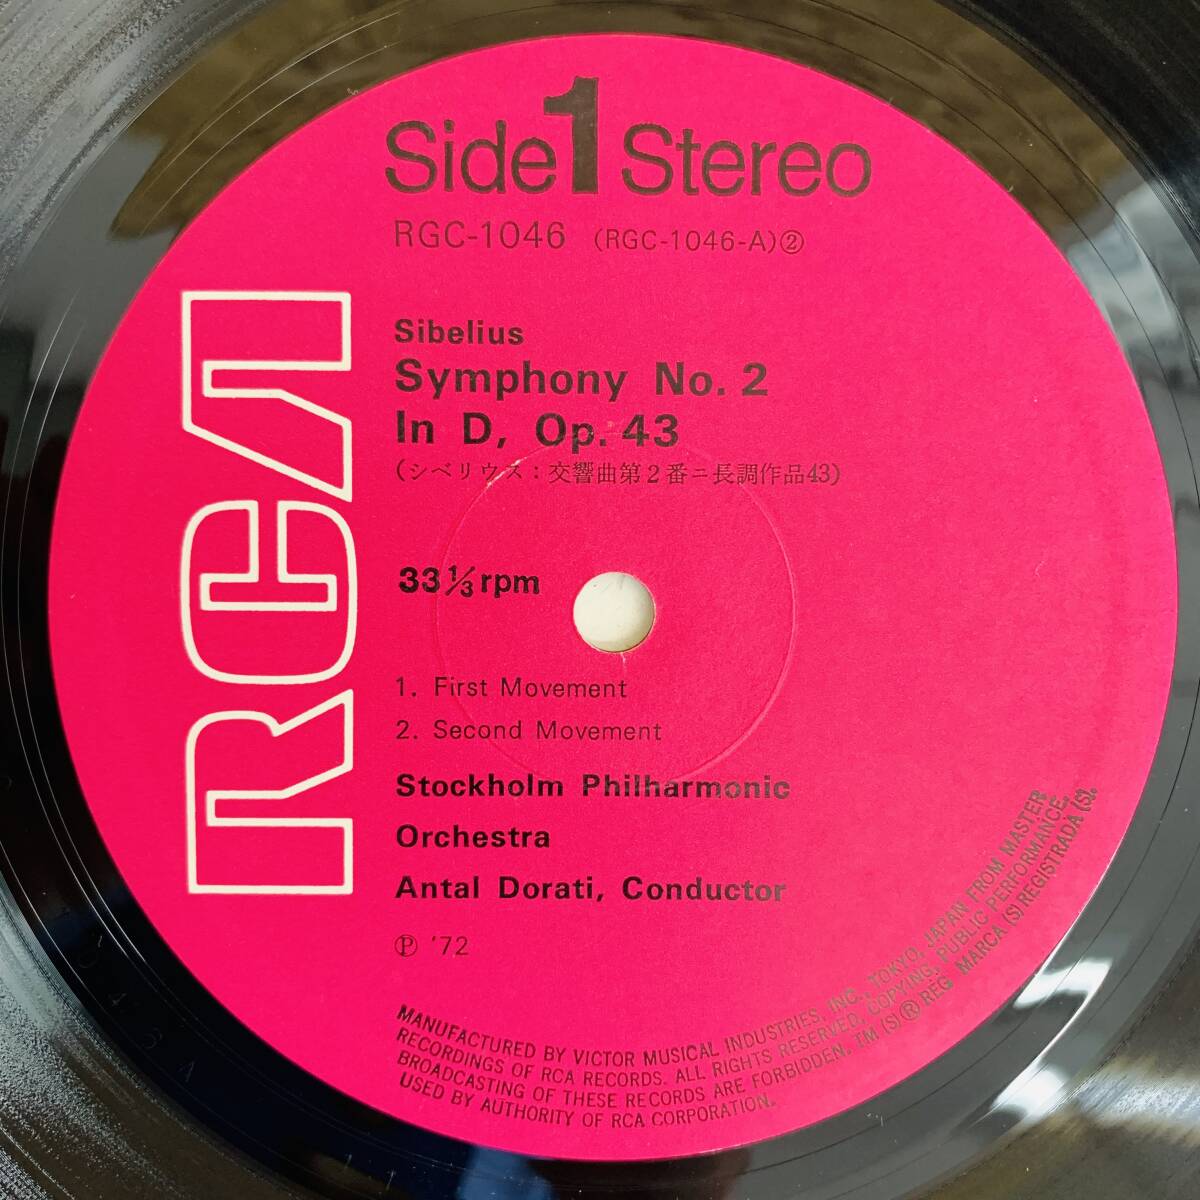 Side 1 Stereo
RGC-1046 (RGC-1046-A)②
RCA
Sibelius
Symphony No. 2
In D, Op. 43
(シベリウス：交響曲第２番ニ長調作品43)
33 1/3 rpm
1. First Movement
2. Second Movement
Stockholm Philharmonic
Orchestra
Antal Dorati, Conductor
Ⓟ '72
MANUFACTURED BY VICTOR MUSICAL INDUSTRIES, INC., TOKYO, JAPAN FROM MASTER
RECORDINGS OF RCA RECORDS. ALL RIGHTS RESERVED, COPYING, PUBLIC PERFORMANCE,
BROADCASTING OF THESE RECORDS ARE FORBIDDEN. TM (S) ® REG MARCA (S) REGISTRADA (S).
USED BY AUTHORITY OF RCA CORPORATION.